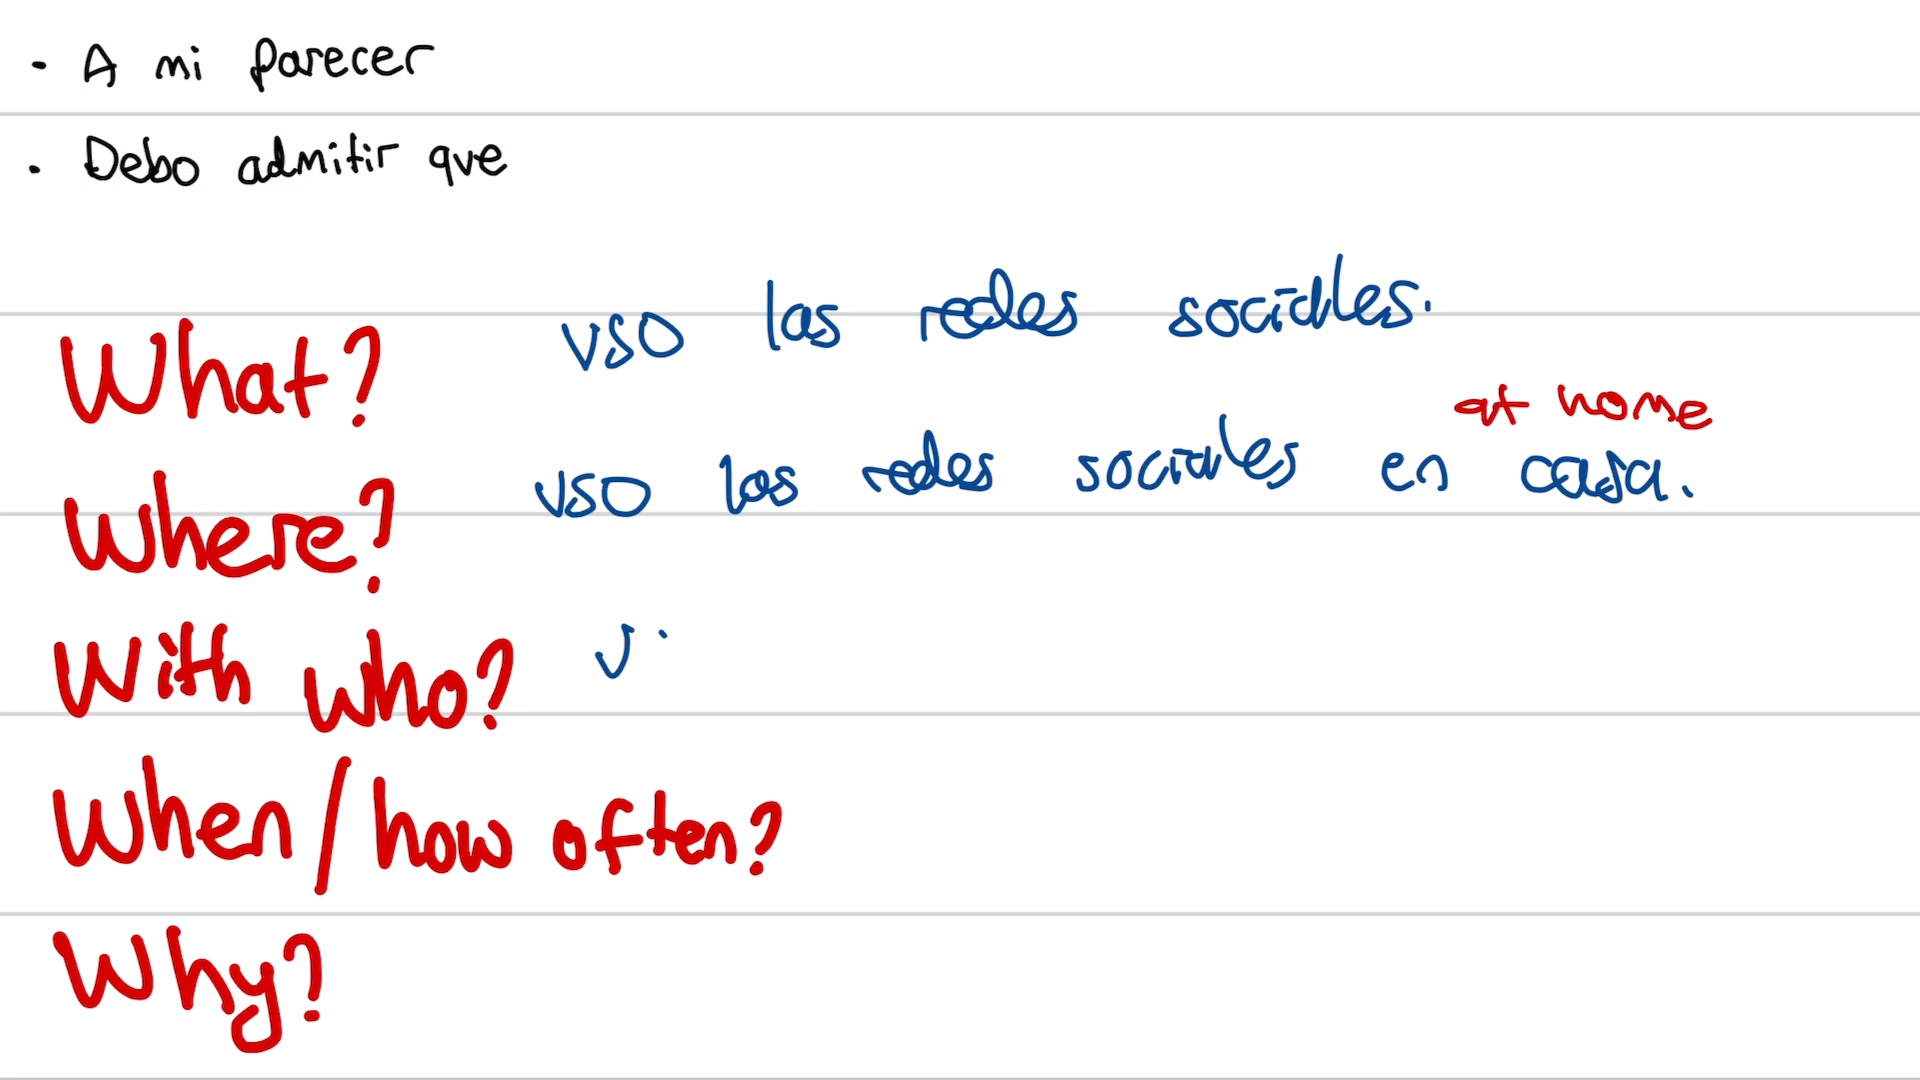 · A mi parecer
· Debo admitir que
What? uso las redes sociales.
at home
Where? uso las redes sociales en casa.
With who?
When/how often?
Why?